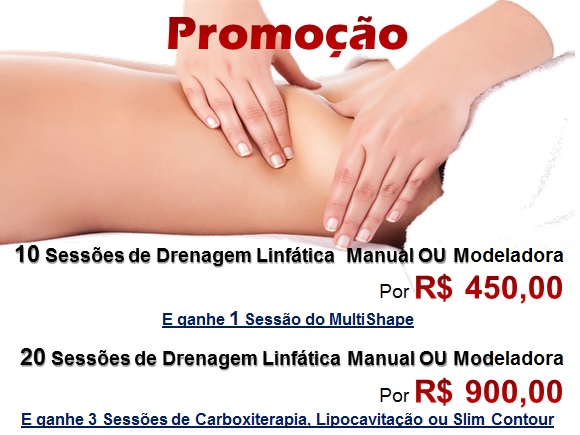 Promoção
10 Sessões de Drenagem Linfática Manual OU Modeladora
Por R$ 450,00
E ganhe 1 Sessão do MultiShape
20 Sessões de Drenagem Linfática Manual OU Modeladora
Por R$ 900,00
E ganhe 3 Sessões de Carboxiterapia, Lipocavitação ou Slim Contour